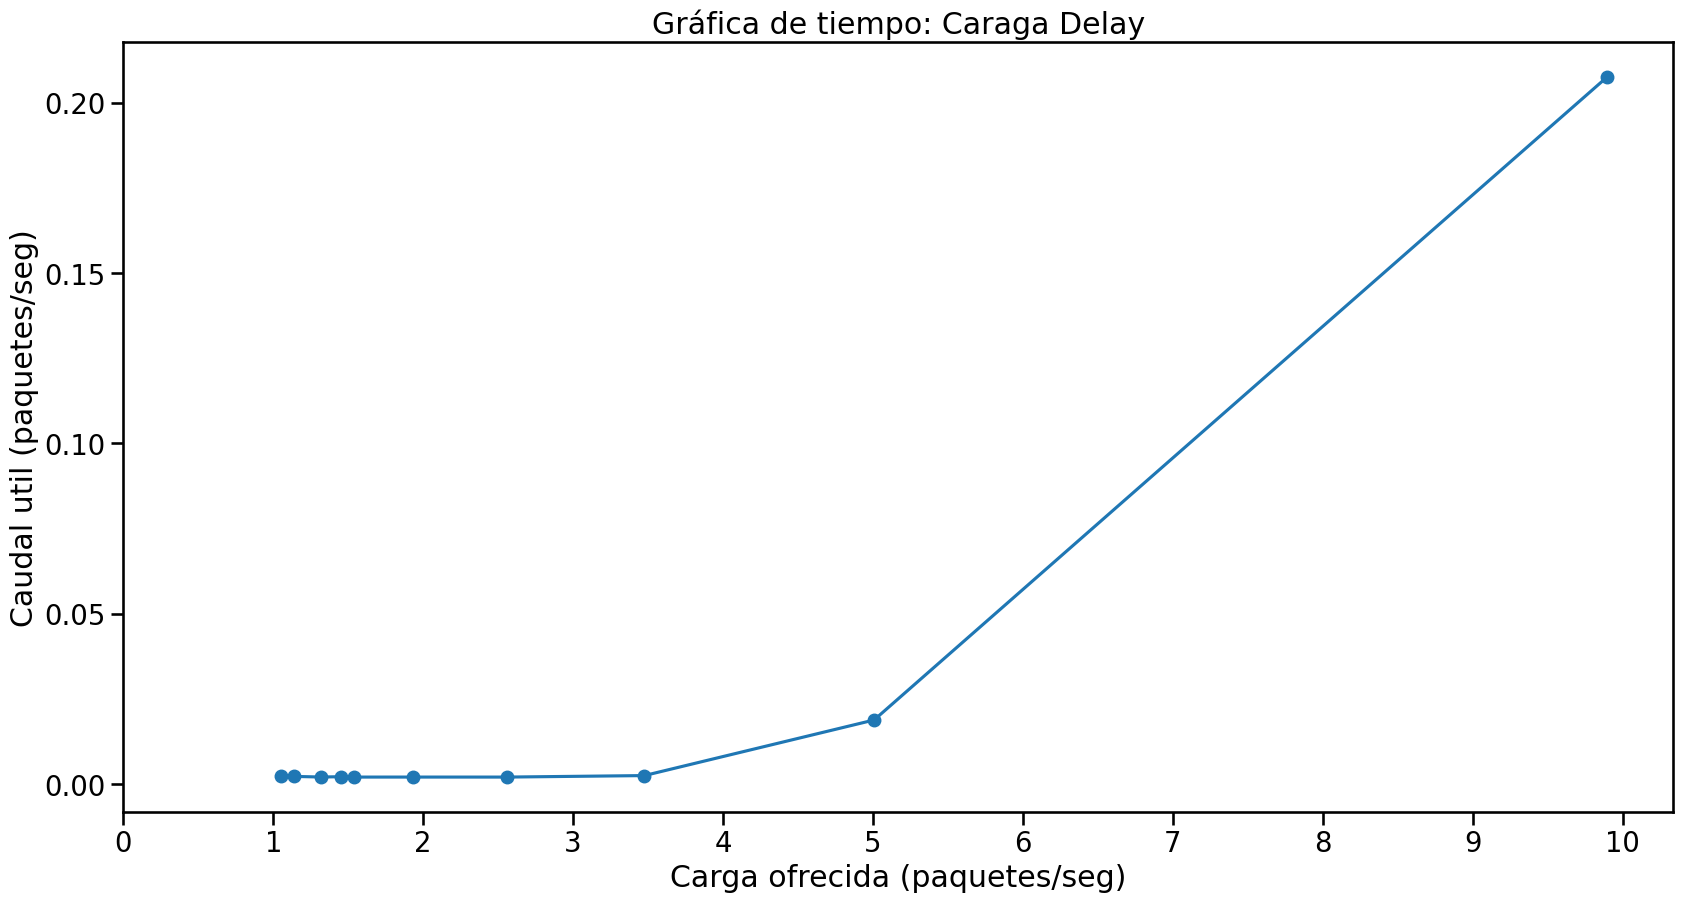 Gráfica de tiempo: Caraga Delay
0.20
0.15
0.10
0.05
0.00
Caudal util (paquetes/seg)
0 1 2 3 4 5 6 7 8 9 10
Carga ofrecida (paquetes/seg)